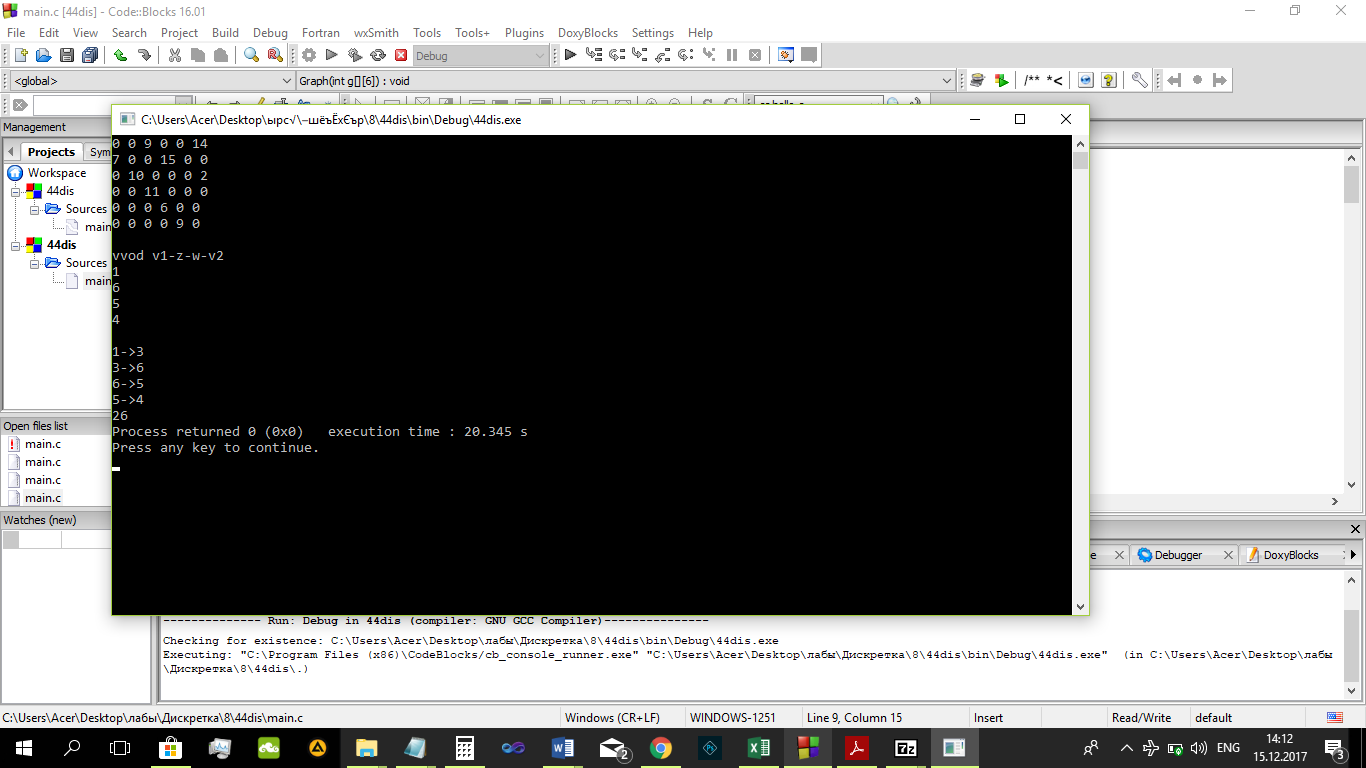 main.c [44dis] - Code::Blocks 16.01
File Edit View Search Project Build Debug Fortran wxSmith Tools Tools+ Plugins DoxyBlocks Settings Help
Debug
<global> Graph(int g[][6]) : void
/** *<
C:\Users\Acer\Desktop\ырс√\─шёъЁхЄър\8\44dis\bin\Debug\44dis.exe
Management
Projects Sym
Workspace
44dis
Sources
main
44dis
Sources
main
0 0 9 0 0 14
7 0 0 15 0 0
0 10 0 0 0 2
0 0 11 0 0 0
0 0 0 6 0 0
0 0 0 0 9 0
vvod v1-z-w-v2
1
6
5
4
1->3
3->6
6->5
5->4
26
Process returned 0 (0x0)   execution time : 20.345 s
Press any key to continue.
Open files list
main.c
main.c
main.c
main.c
Watches (new)
e Debugger DoxyBlocks
-------------- Run: Debug in 44dis (compiler: GNU GCC Compiler)---------------
Checking for existence: C:\Users\Acer\Desktop\лабы\Дискретка\8\44dis\bin\Debug\44dis.exe
Executing: "C:\Program Files (x86)\CodeBlocks/cb_console_runner.exe" "C:\Users\Acer\Desktop\лабы\Дискретка\8\44dis\bin\Debug\44dis.exe"  (in C:\Users\Acer\Desktop\лабы
\Дискретка\8\44dis\.)
C:\Users\Acer\Desktop\лабы\Дискретка\8\44dis\main.c Windows (CR+LF) WINDOWS-1251 Line 9, Column 15 Insert Read/Write default
2 ENG 14:12
15.12.2017 3